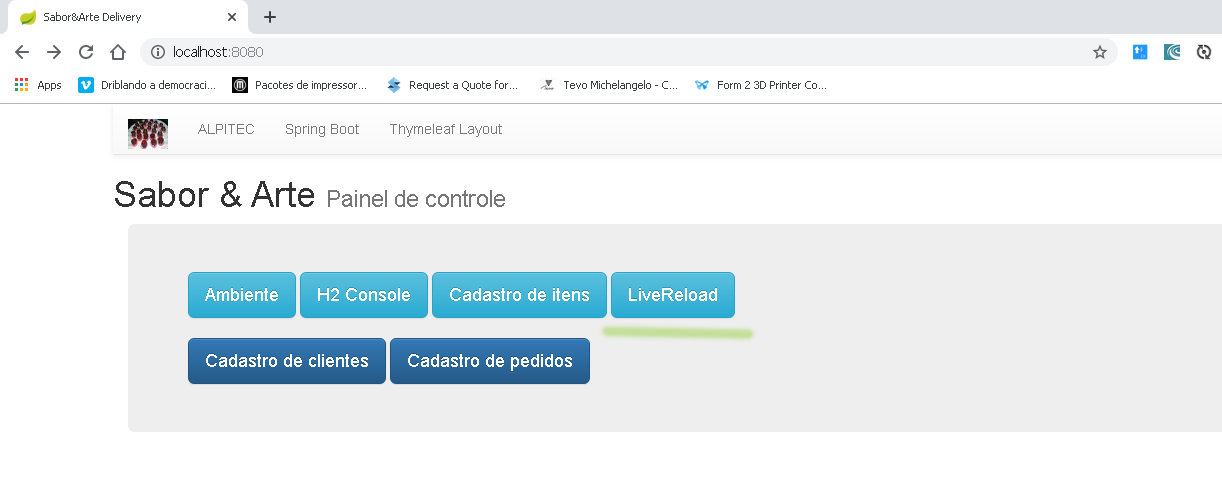 Sabor&Arte Delivery
localhost:8080
Apps Driblando a democraci... Pacotes de impressor... Request a Quote for... Tevo Michelangelo - C... Form 2 3D Printer Co...
ALPITEC Spring Boot Thymeleaf Layout
Sabor & Arte Painel de controle
Ambiente H2 Console Cadastro de itens LiveReload
Cadastro de clientes Cadastro de pedidos